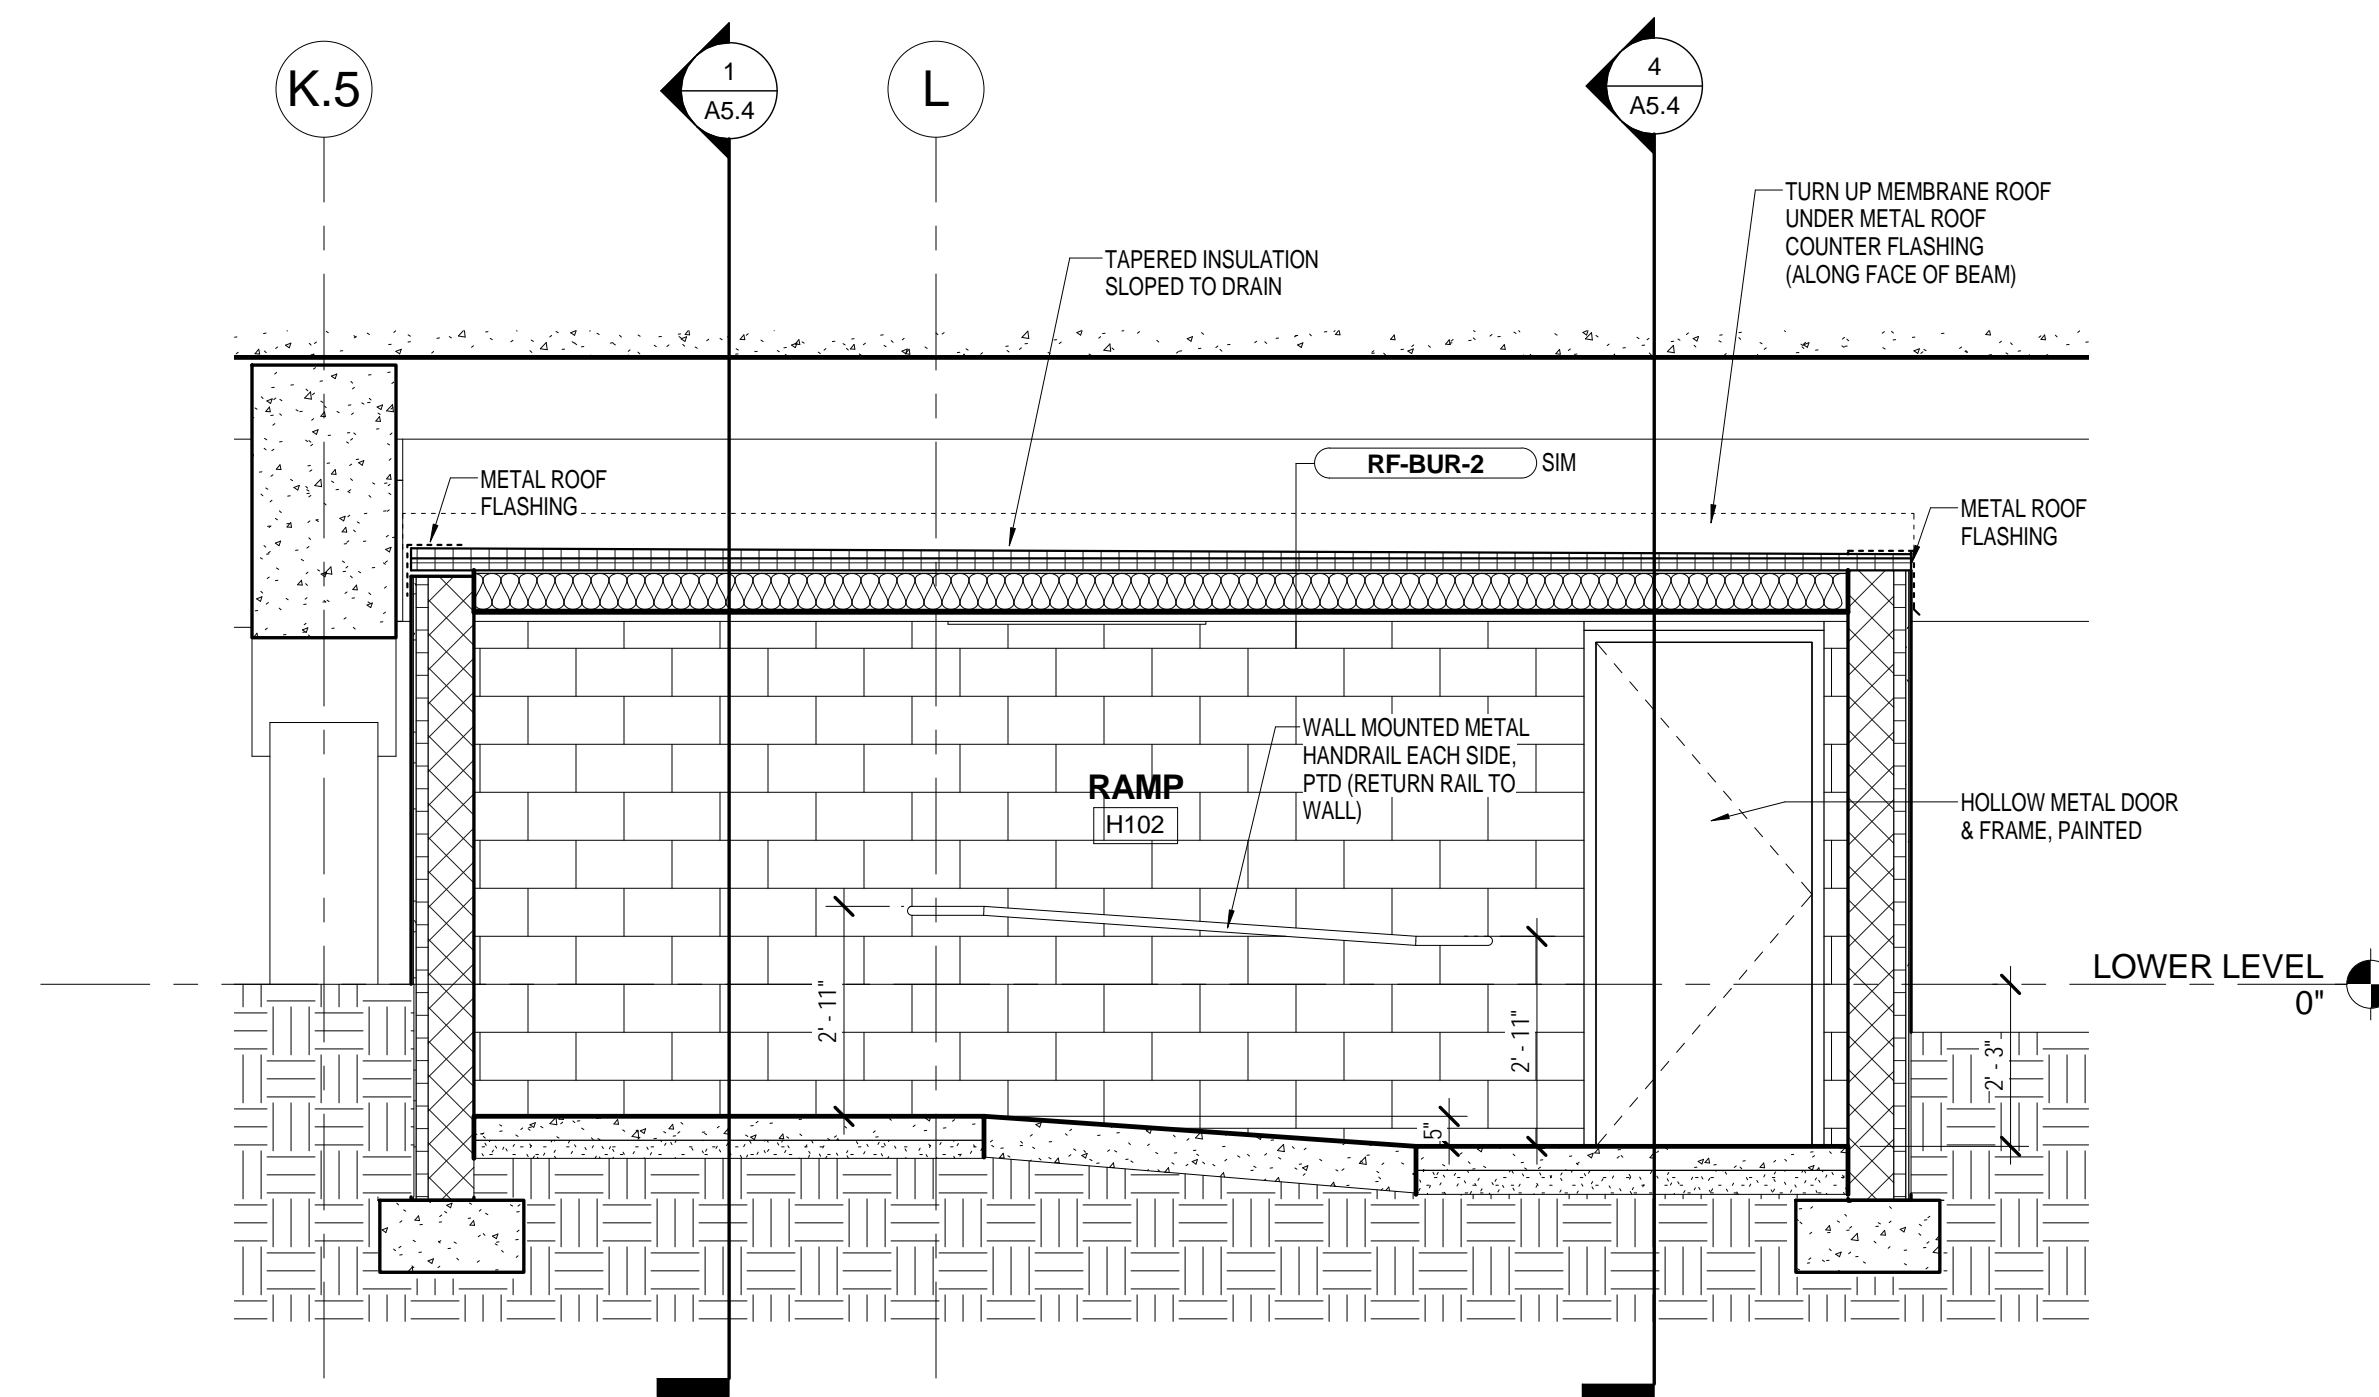 K.5
1
A5.4
L
4
A5.4
TURN UP MEMBRANE ROOF
UNDER METAL ROOF
COUNTER FLASHING
(ALONG FACE OF BEAM)
TAPERED INSULATION
SLOPED TO DRAIN
RF-BUR-2 SIM
METAL ROOF
FLASHING
METAL ROOF
FLASHING
WALL MOUNTED METAL
HANDRAIL EACH SIDE,
PTD (RETURN RAIL TO
WALL)
RAMP
H102
HOLLOW METAL DOOR
& FRAME, PAINTED
LOWER LEVEL
0"
2' - 11"
2' - 11"
5"
2' - 3"